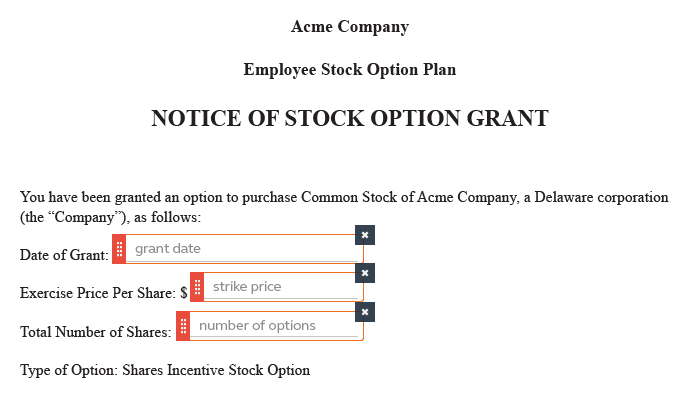 Acme Company
Employee Stock Option Plan
NOTICE OF STOCK OPTION GRANT
You have been granted an option to purchase Common Stock of Acme Company, a Delaware corporation
(the “Company”), as follows:
Date of Grant: grant date
Exercise Price Per Share: $ strike price
Total Number of Shares: number of options
Type of Option: Shares Incentive Stock Option